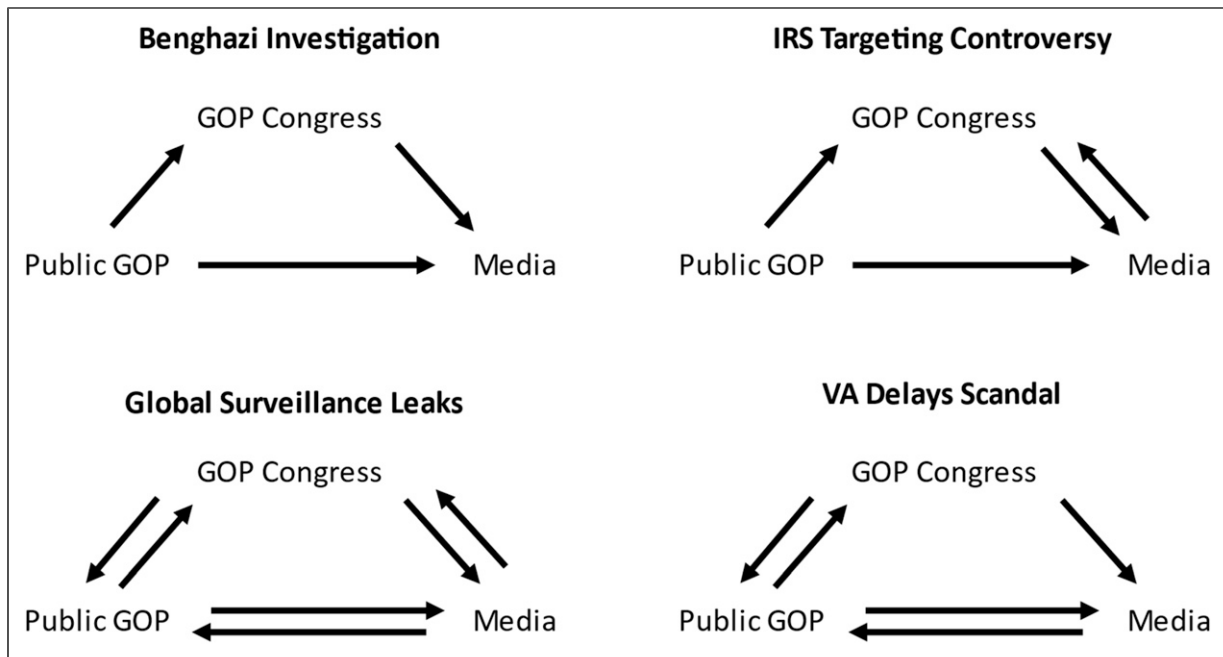 Benghazi Investigation
GOP Congress
Public GOP
Media
IRS Targeting Controversy
GOP Congress
Public GOP
Media
Global Surveillance Leaks
GOP Congress
Public GOP
Media
VA Delays Scandal
GOP Congress
Public GOP
Media